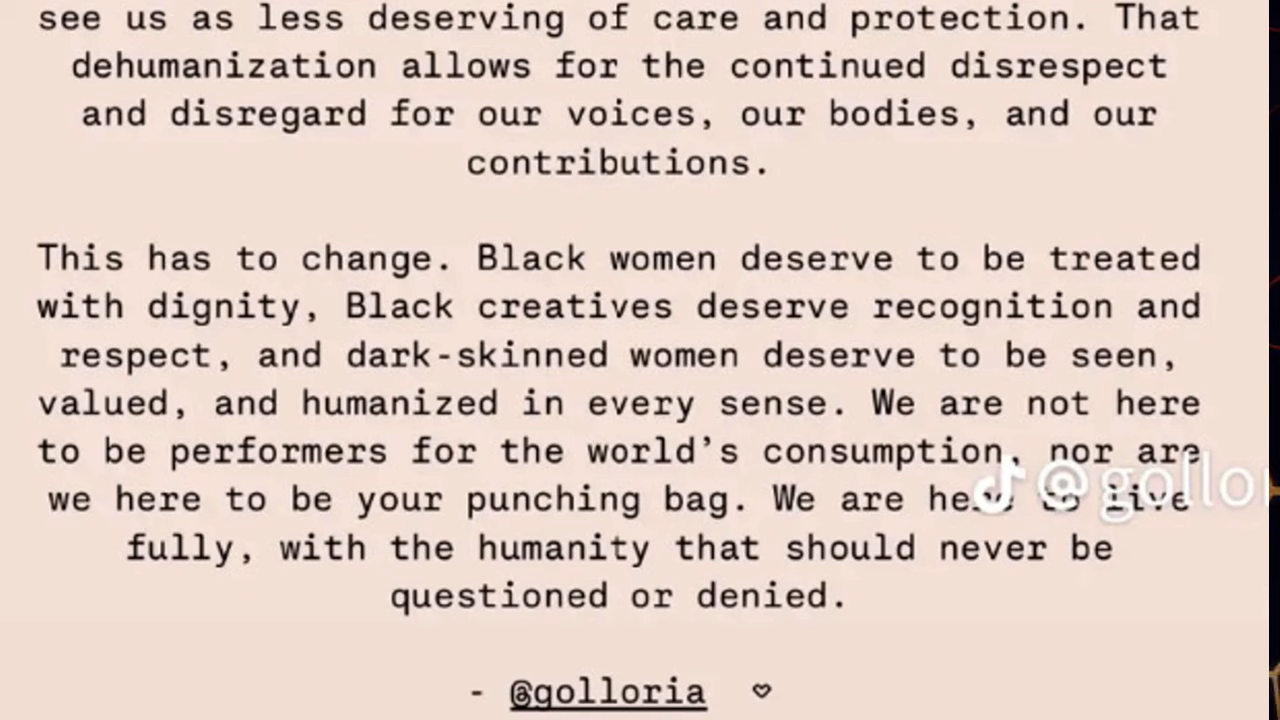 see us as less deserving of care and protection. That
dehumanization allows for the continued disrespect
and disregard for our voices, our bodies, and our
contributions.
This has to change. Black women deserve to be treated
with dignity, Black creatives deserve recognition and
respect, and dark-skinned women deserve to be seen,
valued, and humanized in every sense. We are not here
to be performers for the world’s consumption, nor are
we here to be your punching bag. We are here to live
fully, with the humanity that should never be
questioned or denied.
- @golloria ♡
@gollor